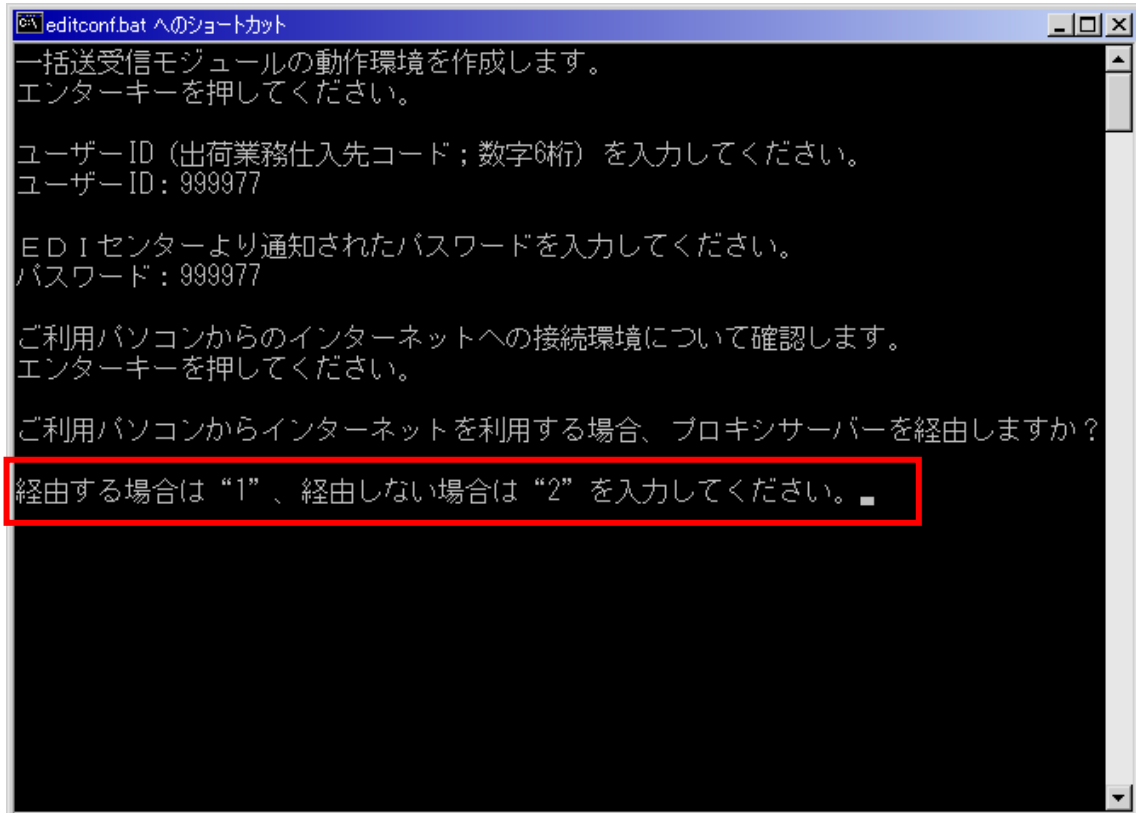 editconf.bat へのショートカット
一括送受信モジュールの動作環境を作成します。
エンターキーを押してください。
ユーザーID（出荷業務仕入先コード；数字6桁）を入力してください。
ユーザーID：999977
ＥＤＩセンターより通知されたパスワードを入力してください。
パスワード：999977
ご利用パソコンからのインターネットへの接続環境について確認します。
エンターキーを押してください。
ご利用パソコンからインターネットを利用する場合、プロキシサーバーを経由しますか？
経由する場合は“1”、経由しない場合は“2”を入力してください。